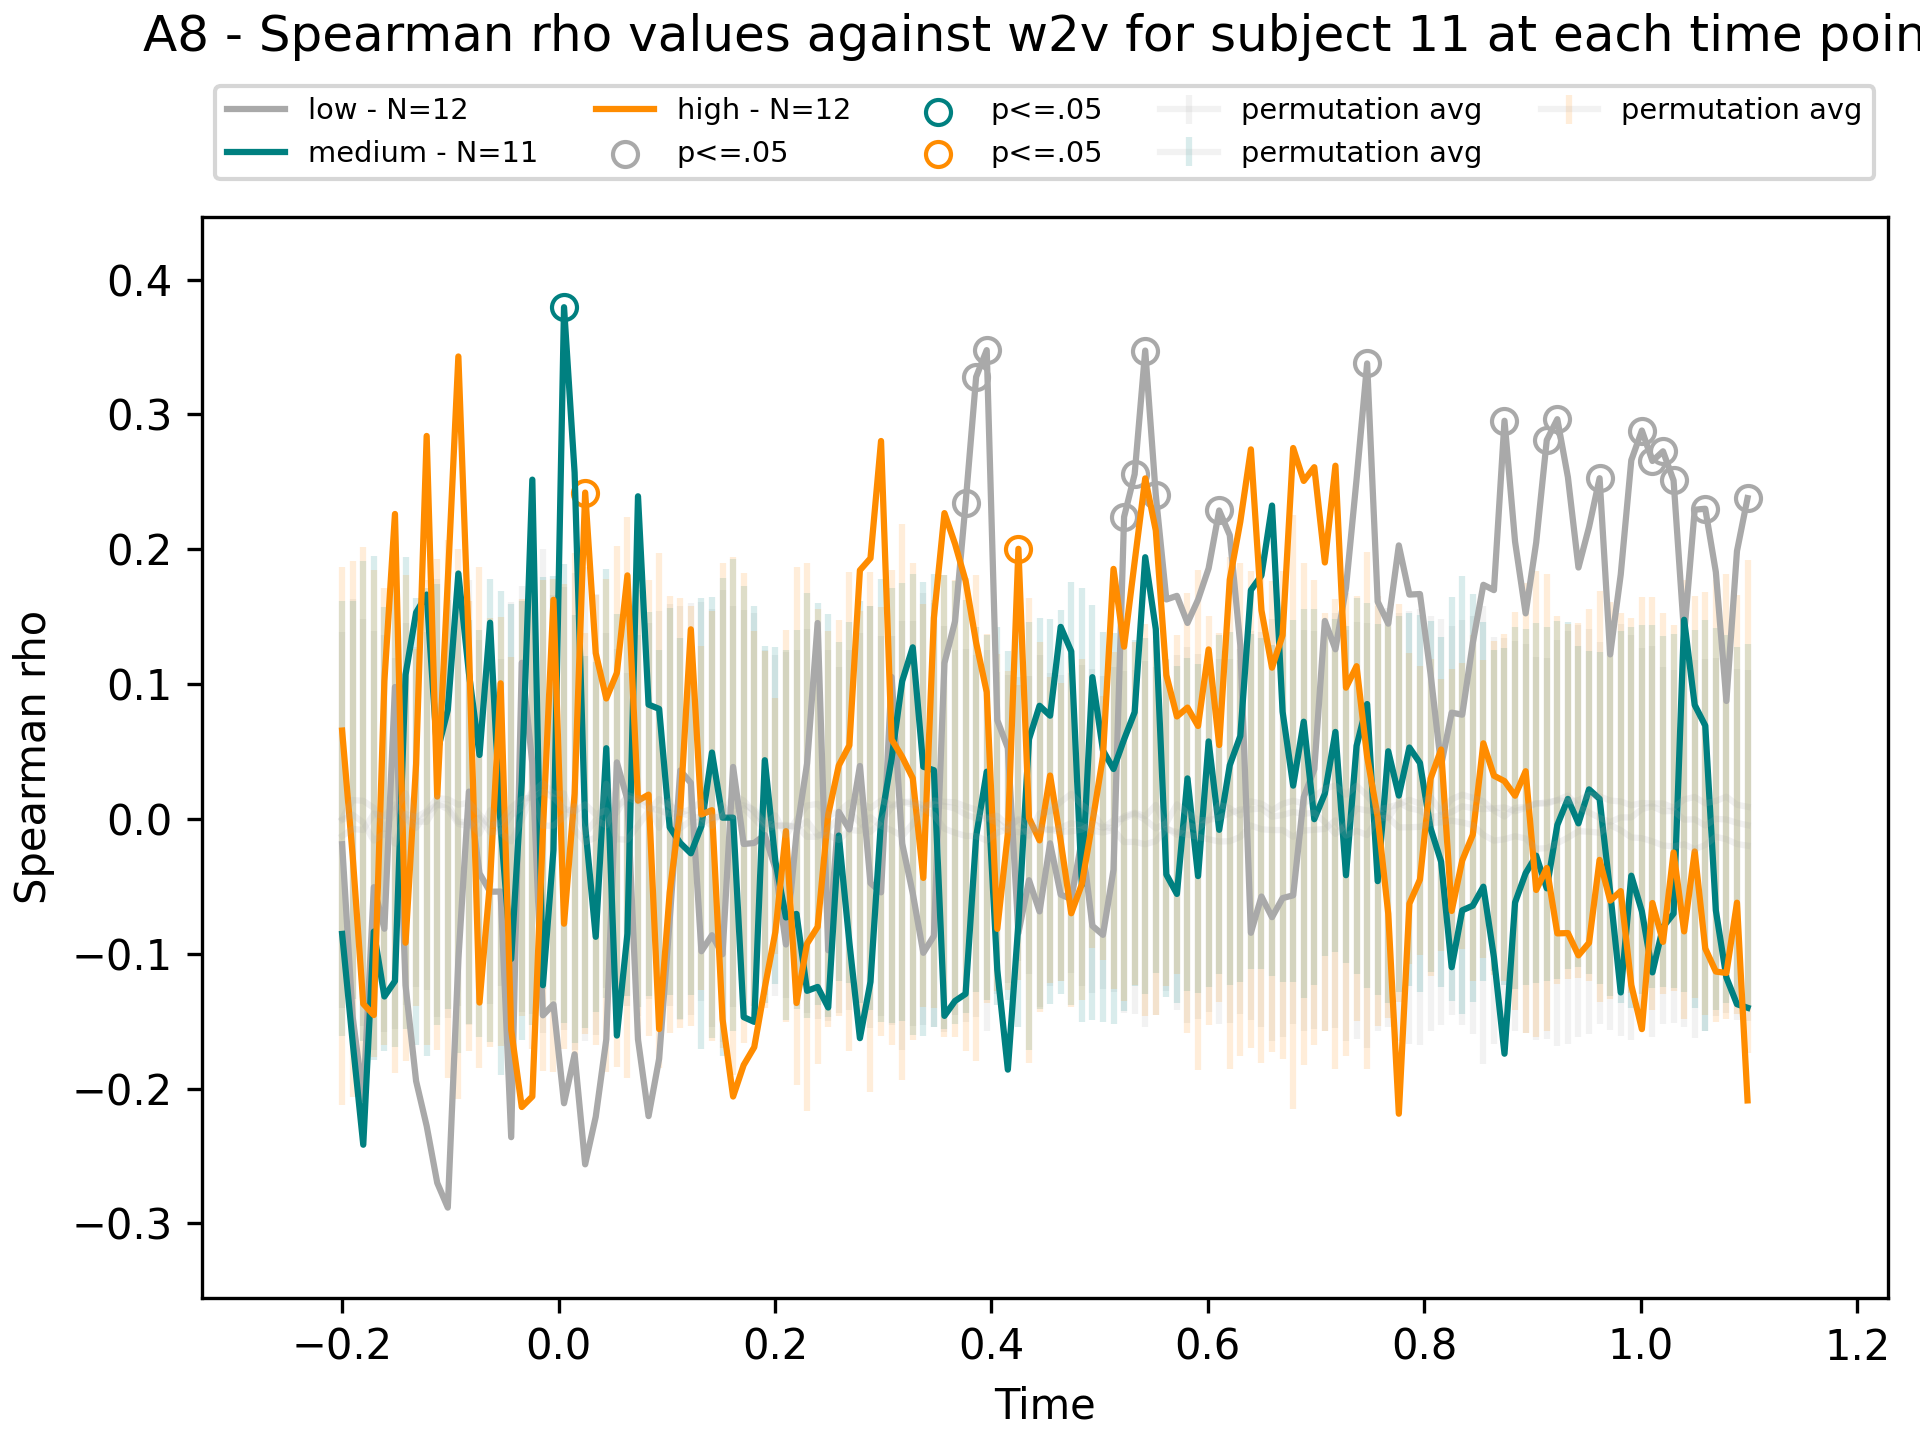 A8 - Spearman rho values against w2v for subject 11 at each time poin
low - N=12 high - N=12 p<=.05 permutation avg permutation avg
medium - N=11 p<=.05 p<=.05 permutation avg
0.4
0.3
0.2
0.1
0.0
−0.1
−0.2
−0.3
Spearman rho
−0.2 0.0 0.2 0.4 0.6 0.8 1.0 1.2
Time